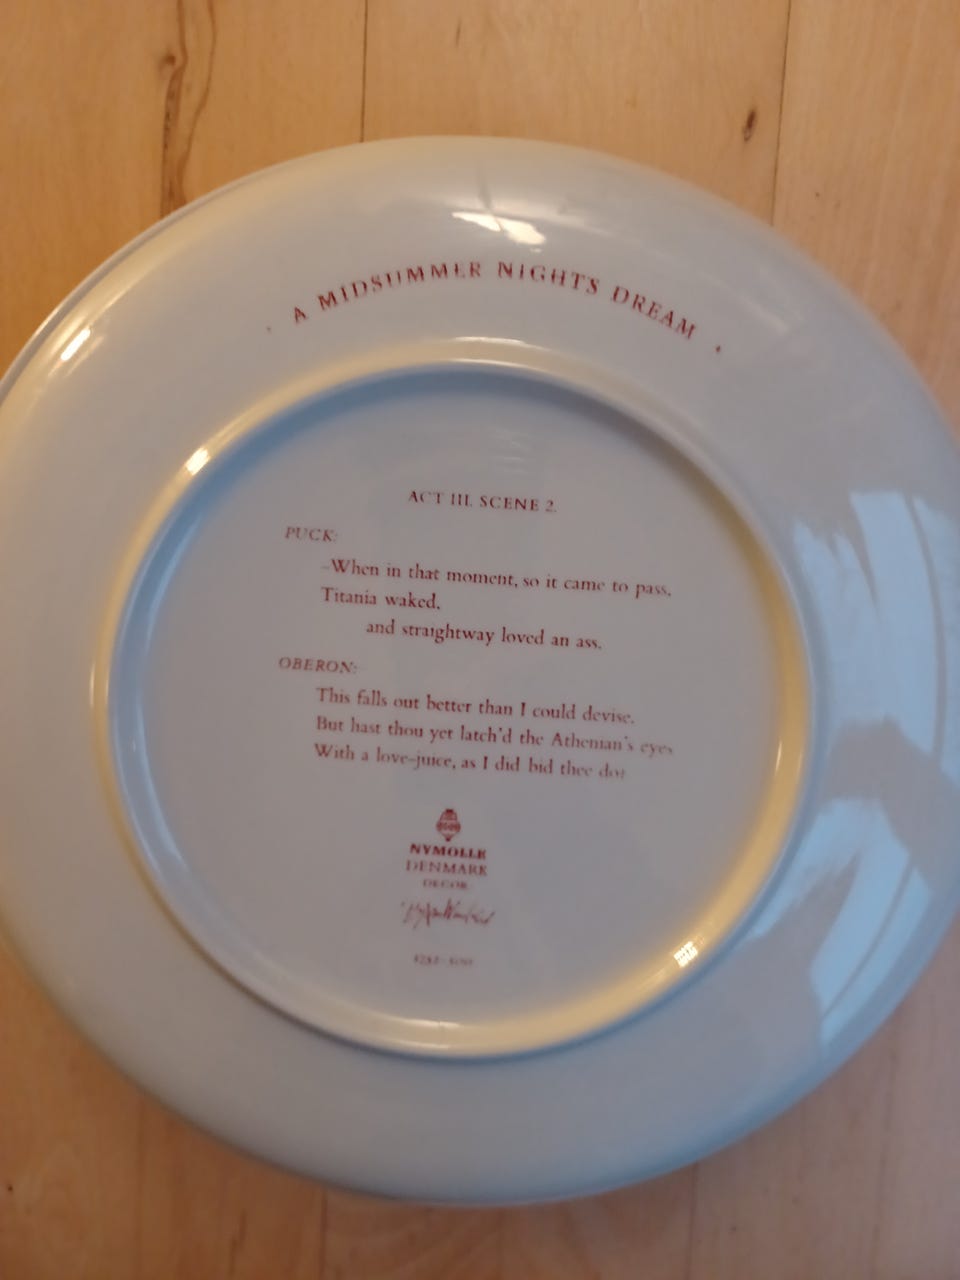 A MIDSUMMER NIGHTS DREAM
ACT III. SCENE 2.
PUCK:
–When in that moment, so it came to pass,
Titania waked,
and straightway loved an ass.
OBERON:
This falls out better than I could devise.
But hast thou yet latch'd the Athenian's eyes
With a love-juice, as I did bid thee do?
NYMOLLE
DENMARK
DECOR